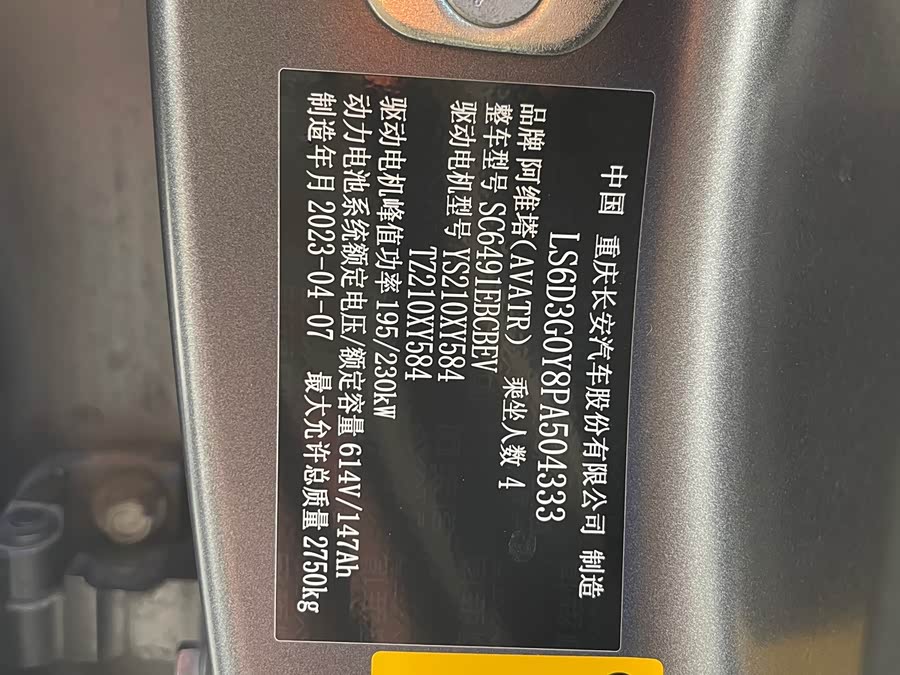 中国 重庆长安汽车股份有限公司 制造
LS6D3G0Y8PA504333
品牌 阿维塔(AVATR) 乘坐人数 4
整车型号 SC6491EBCBEV
驱动电机型号 YS210XY584
TZ210XY584
驱动电机峰值功率 195/230kW
动力电池系统额定电压/额定容量 614V/147Ah
制造年月 2023-04-07 最大允许总质量 2750kg